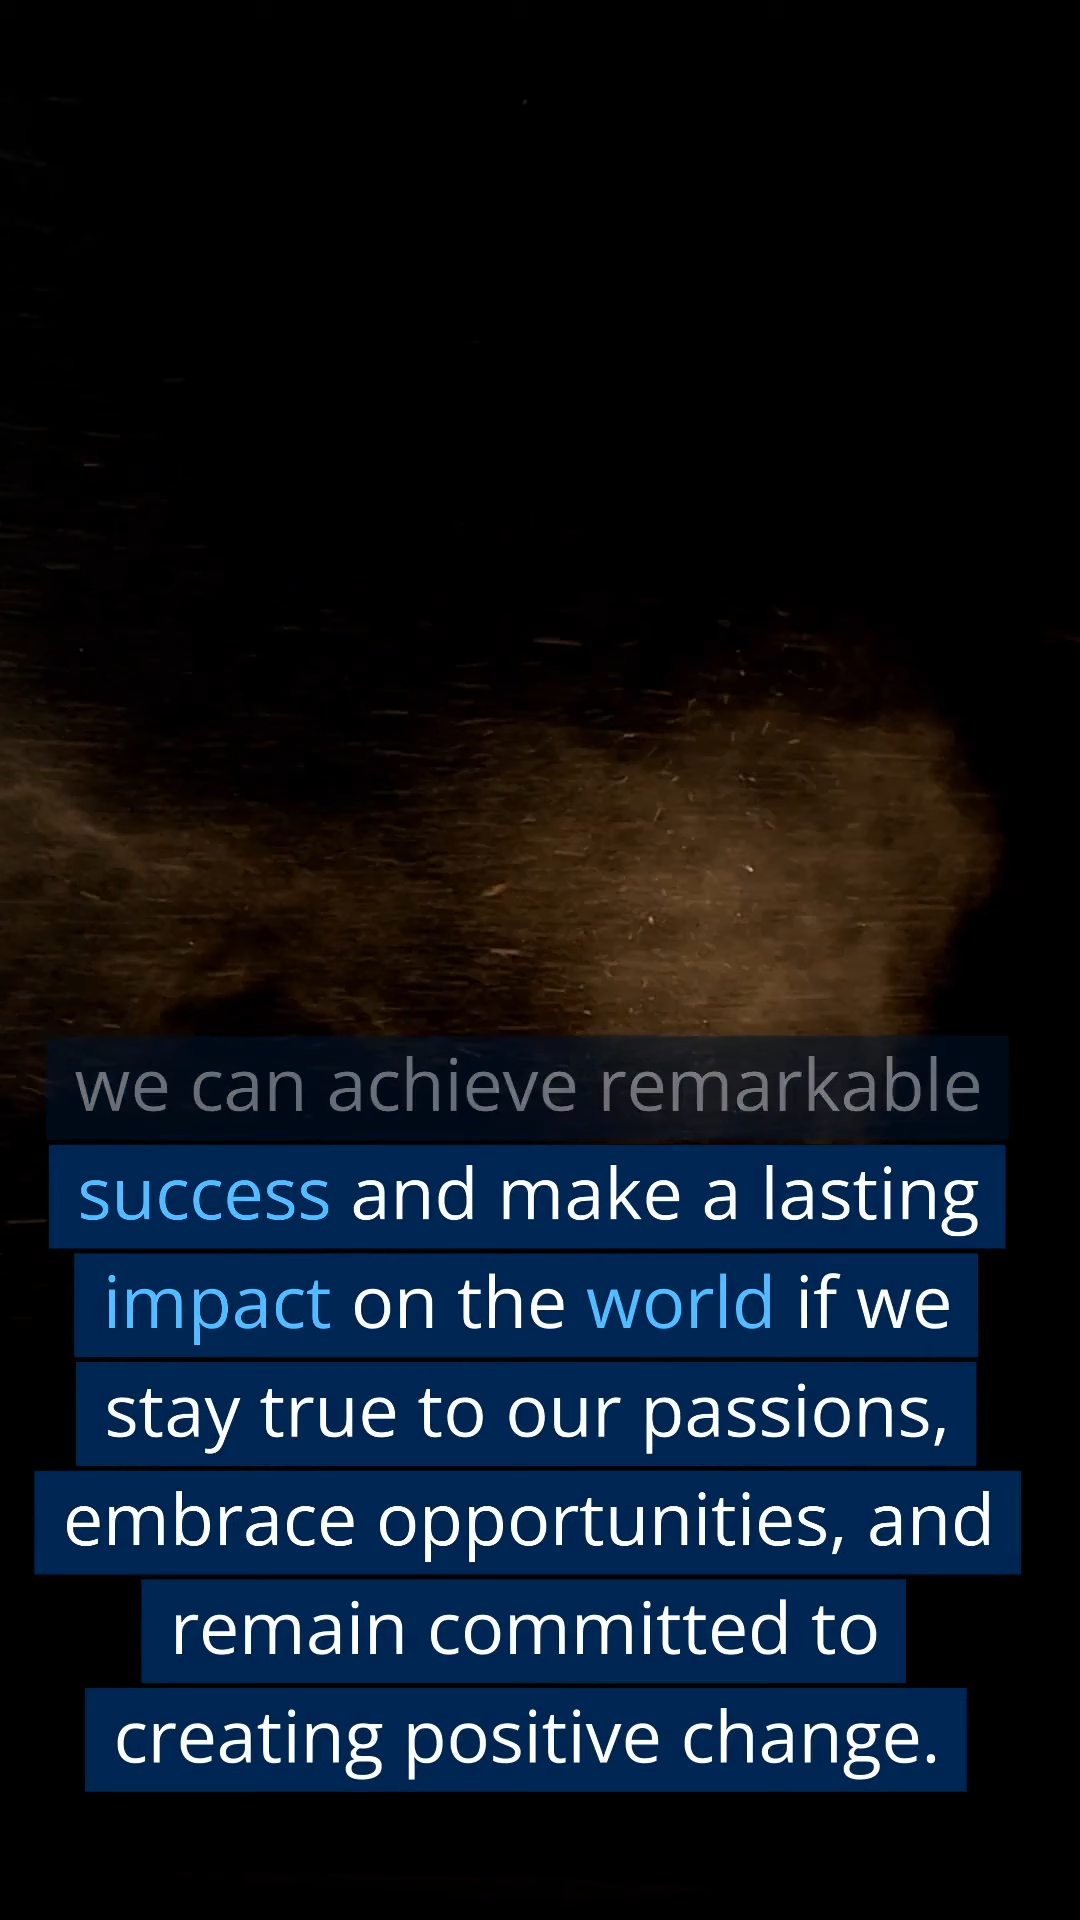 we can achieve remarkable
success and make a lasting
impact on the world if we
stay true to our passions,
embrace opportunities, and
remain committed to
creating positive change.